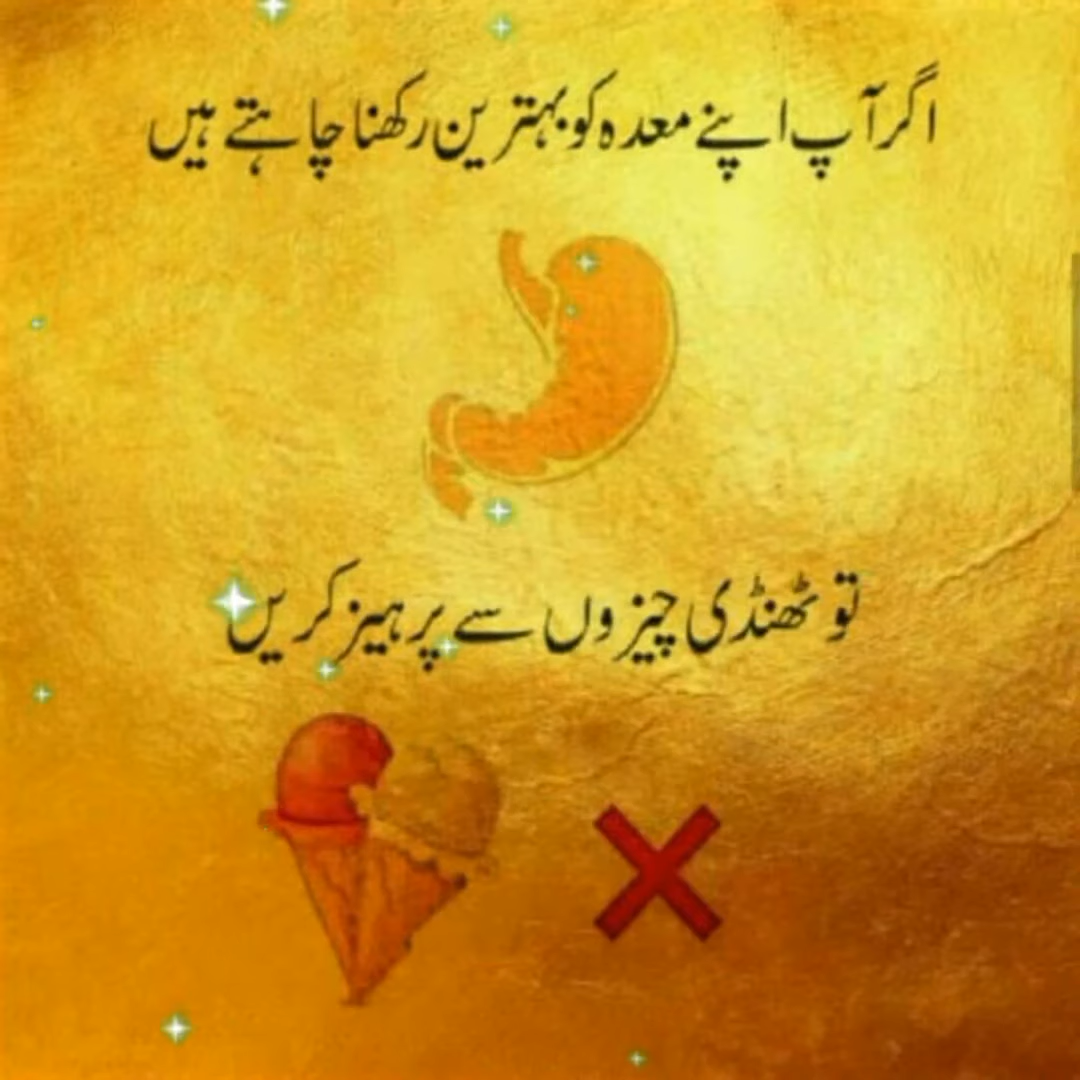 اگر آپ اپنے معدہ کو بہترین رکھنا چاہتے ہیں
تو ٹھنڈی چیزوں سے پرہیز کریں